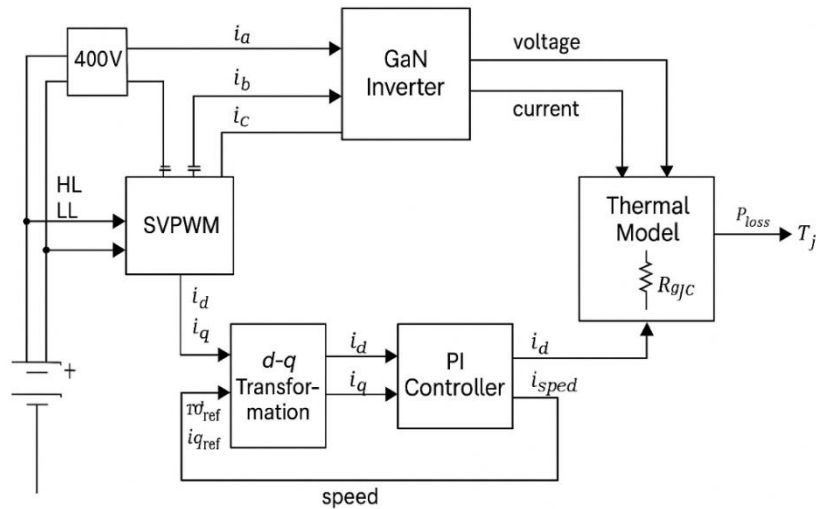 400V
i_a
i_b
i_c
GaN
Inverter
voltage
current
HL
LL
SVPWM
Thermal
Model
R_gJC
P_loss
T_j
i_d
i_q
d-q
Transfor-
mation
i_d
i_q
PI
Controller
i_d
i_sped
iq_ref
speed
+